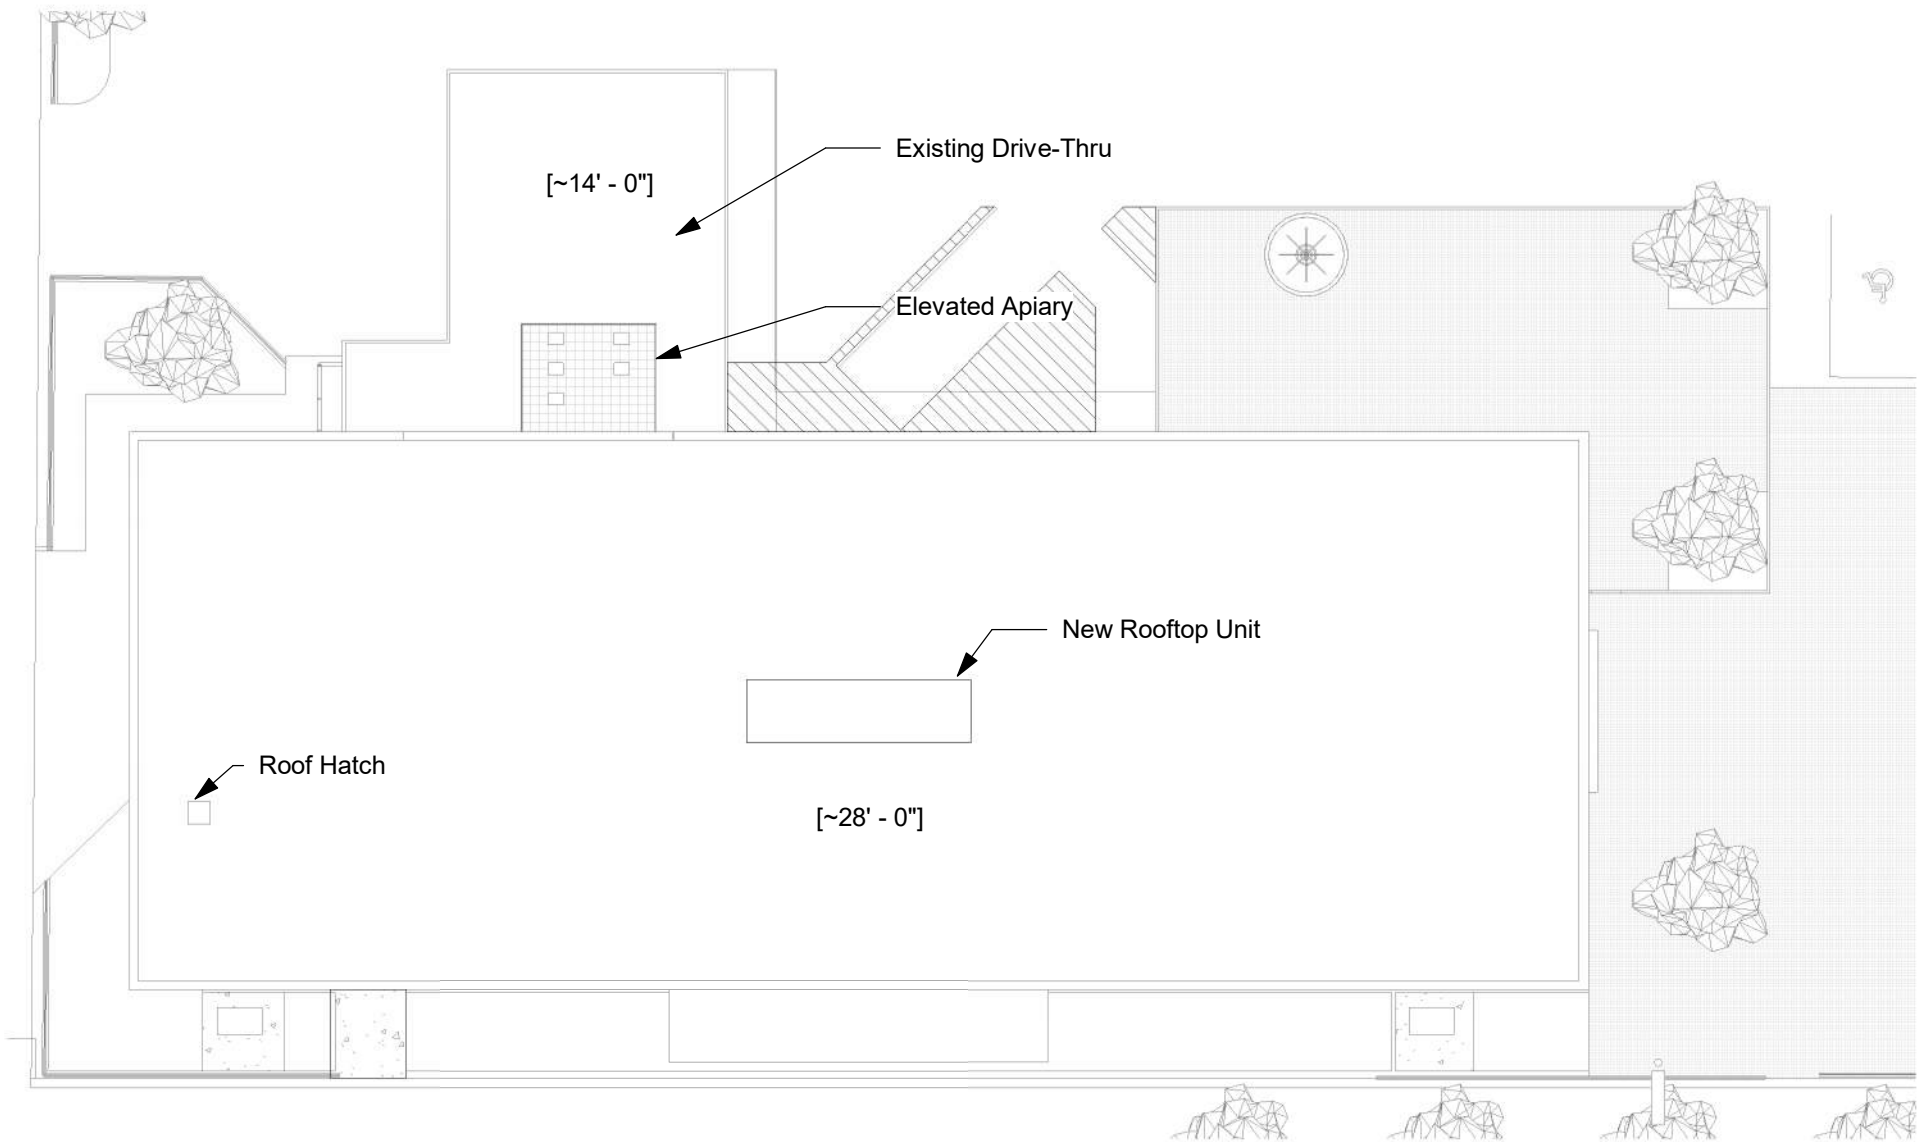 Existing Drive-Thru
[~14' - 0"]
Elevated Apiary
New Rooftop Unit
Roof Hatch
[~28' - 0"]